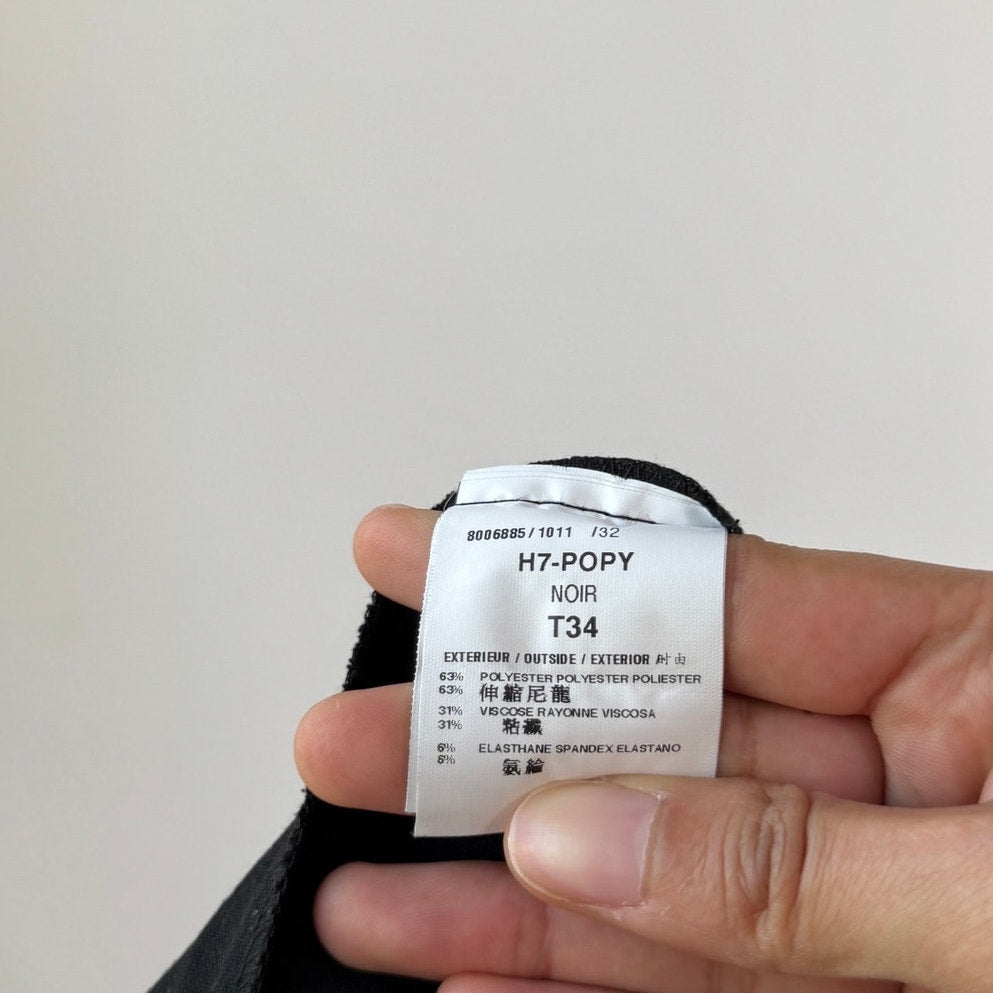 8006885/1011 /32
H7-POPY
NOIR
T34
EXTERIEUR / OUTSIDE / EXTERIOR
63% POLYESTER POLYESTER POLIESTER
63% 伸縮尼龍
31% VISCOSE RAYONNE VISCOSA
31% 粘纖
6% ELASTHANE SPANDEX ELASTANO
6% 氨綸